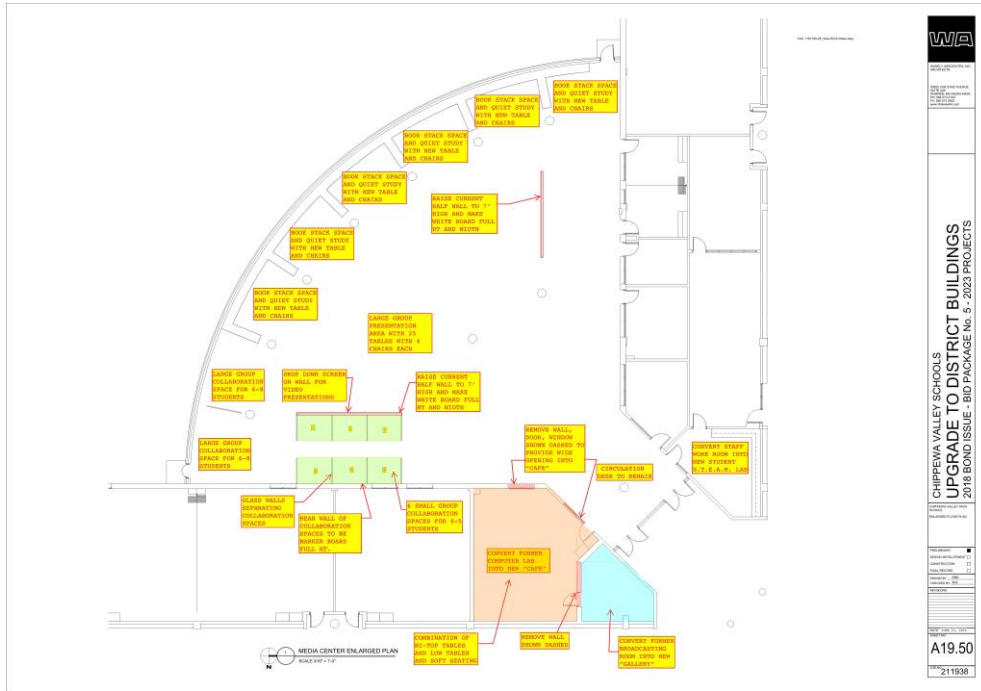 BOOK STACK SPACE
AND QUIET STUDY
WITH NEW TABLE
AND CHAIRS
BOOK STACK SPACE
AND QUIET STUDY
WITH NEW TABLE
AND CHAIRS
BOOK STACK SPACE
AND QUIET STUDY
WITH NEW TABLE
AND CHAIRS
BOOK STACK SPACE
AND QUIET STUDY
WITH NEW TABLE
AND CHAIRS
BOOK STACK SPACE
AND QUIET STUDY
WITH NEW TABLE
AND CHAIRS
BOOK STACK SPACE
AND QUIET STUDY
WITH NEW TABLE
AND CHAIRS
RAISE CURRENT
HALF WALL TO 7'
HIGH AND MAKE
WHITE BOARD FULL
HT AND WIDTH
LARGE GROUP
PRESENTATION
AREA WITH 25
TABLES WITH 4
CHAIRS EACH
LARGE GROUP
COLLABORATION
SPACE FOR 6-8
STUDENTS
DROP DOWN SCREEN
ON WALL FOR
VIDEO
PRESENTATIONS
RAISE CURRENT
HALF WALL TO 7'
HIGH AND MAKE
WHITE BOARD FULL
HT AND WIDTH
LARGE GROUP
COLLABORATION
SPACE FOR 6-8
STUDENTS
REMOVE WALL,
DOOR, WINDOW
SHOWN DASHED TO
PROVIDE WIDE
OPENING INTO
"CAFE"
CIRCULATION
DESK TO REMAIN
CONVERT STAFF
WORK ROOM INTO
NEW STUDENT
S.T.E.A.M. LAB
GLASS WALLS
SEPARATING
COLLABORATION
SPACES
REAR WALL OF
COLLABORATION
SPACES TO BE
MARKER BOARD
FULL HT.
6 SMALL GROUP
COLLABORATION
SPACES FOR 4-5
STUDENTS
CONVERT FORMER
COMPUTER LAB
INTO NEW "CAFE"
COMBINATION OF
HI-TOP TABLES
AND LOW TABLES
AND SOFT SEATING
REMOVE WALL
SHOWN DASHED
CONVERT FORMER
BROADCASTING
ROOM INTO NEW
"GALLERY"
N
1
MEDIA CENTER ENLARGED PLAN
SCALE 3/16" = 1'-0"
WA
CHIPPEWA VALLEY SCHOOLS
UPGRADE TO DISTRICT BUILDINGS
2018 BOND ISSUE - BID PACKAGE No. 5 - 2023 PROJECTS
A19.50
211938